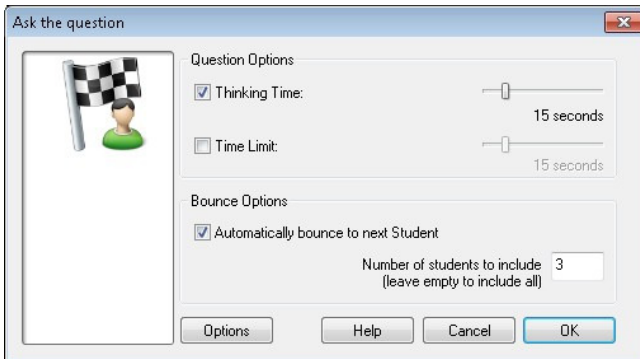 Ask the question
Question Options
Thinking Time:
15 seconds
Time Limit:
15 seconds
Bounce Options
Automatically bounce to next Student
Number of students to include 3
(leave empty to include all)
Options Help Cancel OK